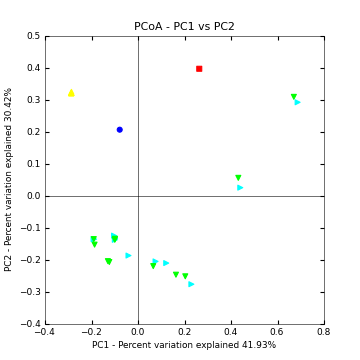 PCoA - PC1 vs PC2
PC2 - Percent variation explained 30.42%
0.5
0.4
0.3
0.2
0.1
0.0
−0.1
−0.2
−0.3
−0.4
−0.4 −0.2 0.0 0.2 0.4 0.6 0.8
PC1 - Percent variation explained 41.93%